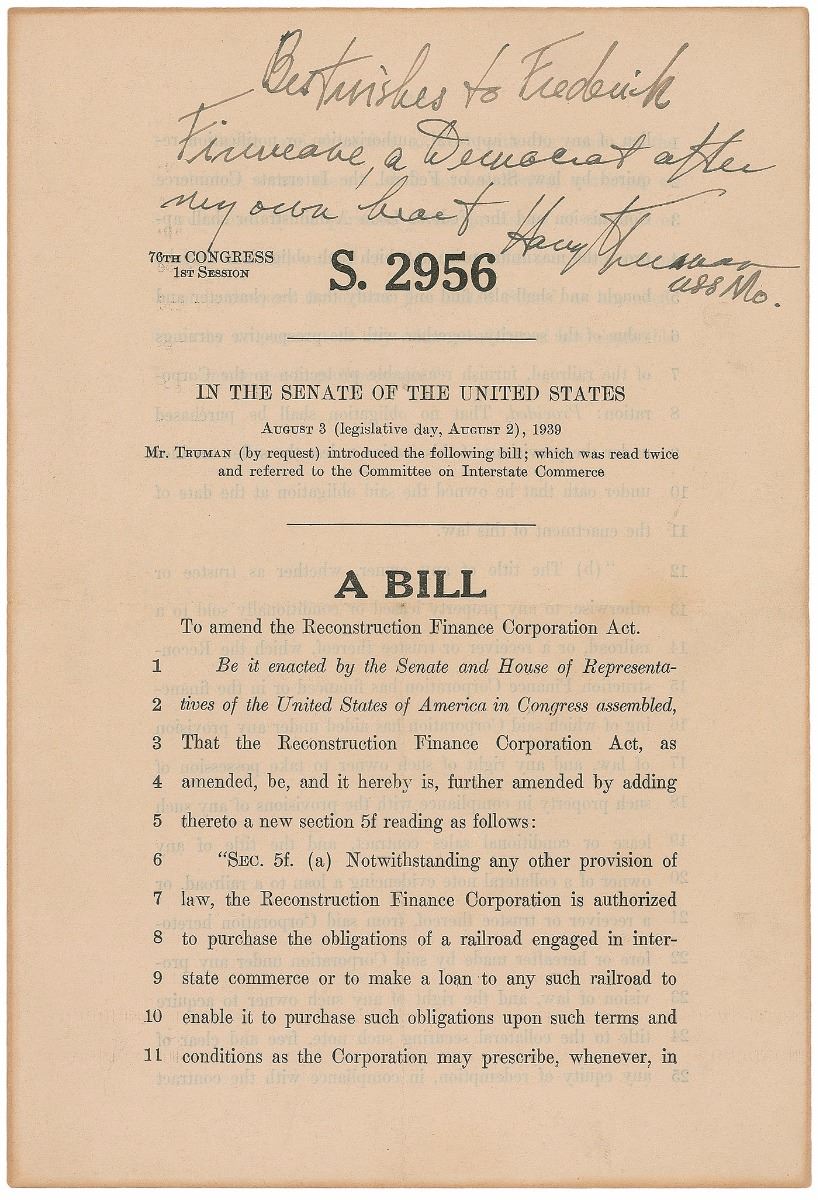 Best wishes to Frederick
a Democrat after
my own heart Harry Truman
USS Mo.
76TH CONGRESS
1ST SESSION
S. 2956
IN THE SENATE OF THE UNITED STATES
AUGUST 3 (legislative day, AUGUST 2), 1939
Mr. TRUMAN (by request) introduced the following bill; which was read twice
and referred to the Committee on Interstate Commerce
A BILL
To amend the Reconstruction Finance Corporation Act.
1 Be it enacted by the Senate and House of Representa-
2 tives of the United States of America in Congress assembled,
3 That the Reconstruction Finance Corporation Act, as
4 amended, be, and it hereby is, further amended by adding
5 thereto a new section 5f reading as follows:
6 "SEC. 5f. (a) Notwithstanding any other provision of
7 law, the Reconstruction Finance Corporation is authorized
8 to purchase the obligations of a railroad engaged in inter-
9 state commerce or to make a loan to any such railroad to
10 enable it to purchase such obligations upon such terms and
11 conditions as the Corporation may prescribe, whenever, in